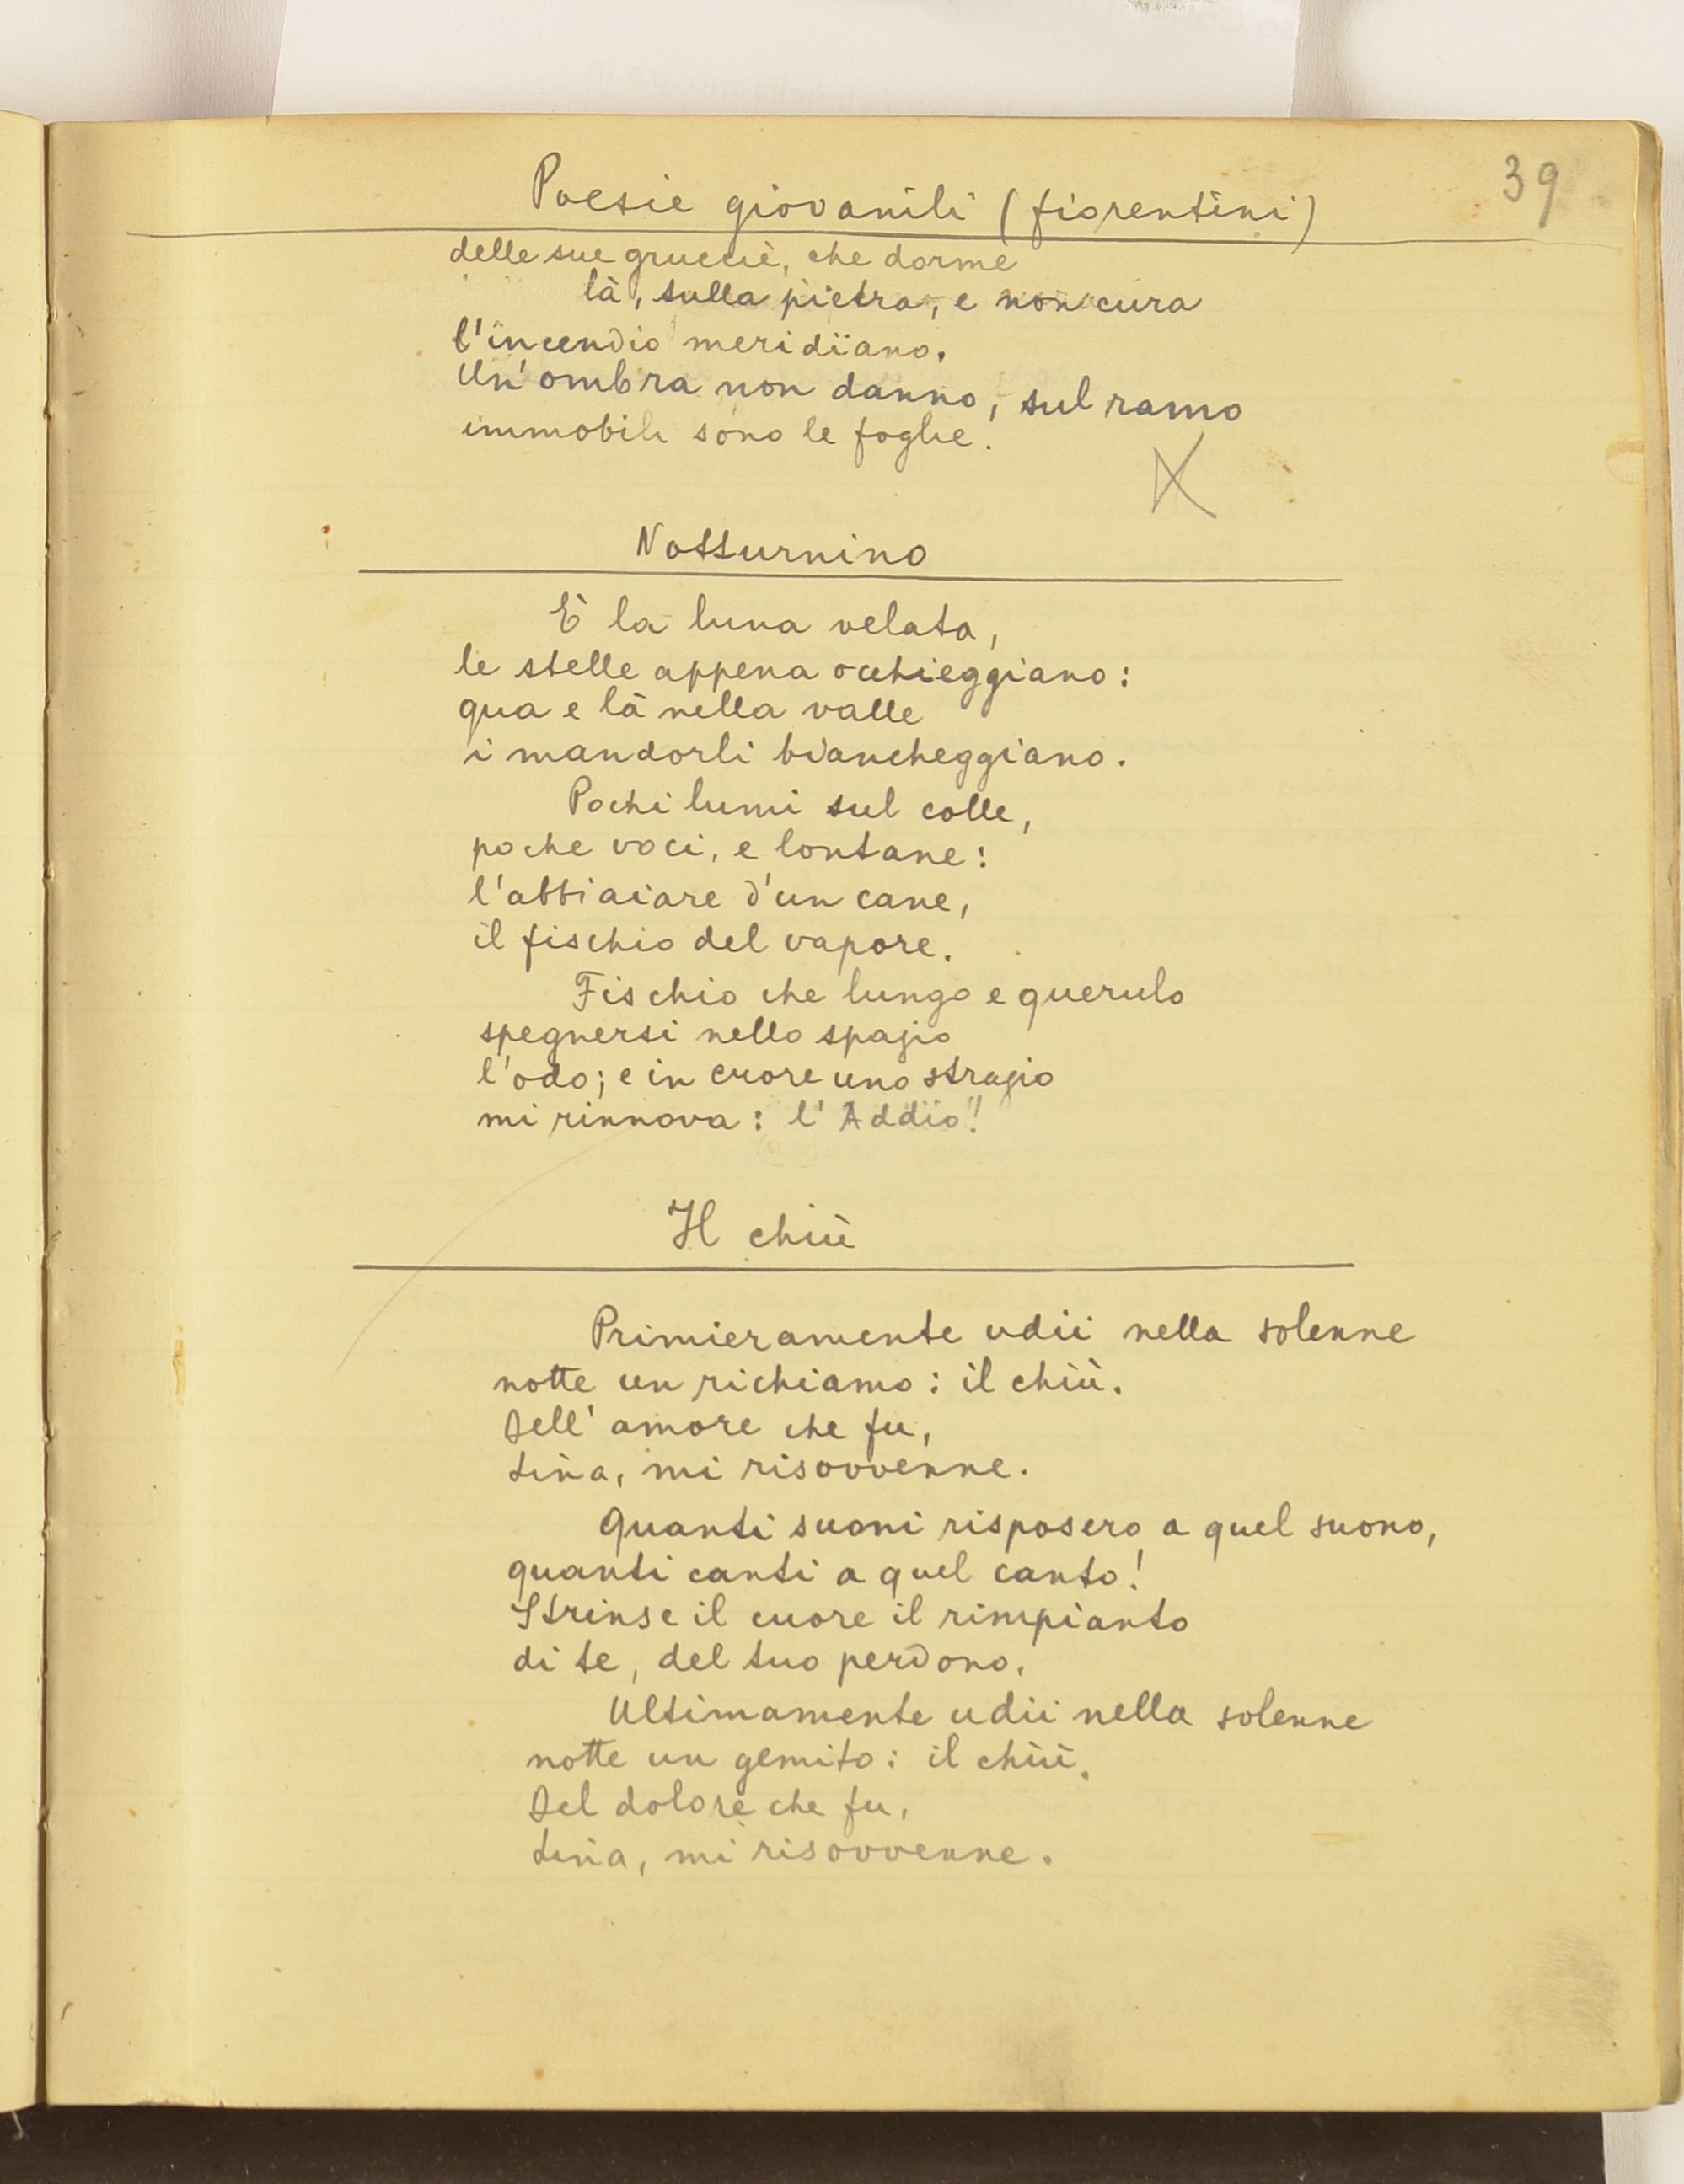 39
Poesie giovanili (fiorentini)
delle sue grucciè, che dorme
là, sulla pietra, e non cura
l'incendio meridïano.
Un'ombra non danno, sul ramo
immobili sono le foglie.
Notturnino
È la luna velata,
le stelle appena occhieggiano:
qua e là nella valle
i mandorli biancheggiano.
Pochi lumi sul colle,
poche voci, e lontane:
l'abbiaiare d'un cane,
il fischio del vapore.
Fischio che lungo e querulo
spegnersi nello spazio
l'odo; e in cuore uno strazio
mi rinnova: l'Addïo!
Il chiù
Primieramente udii nella solenne
notte un richiamo: il chiù.
Dell'amore che fu,
Lina, mi risovvenne.
Quanti suoni risposero a quel suono,
quanti canti a quel canto!
Strinse il cuore il rimpianto
di te, del tuo perdono.
Ultimamente udii nella solenne
notte un gemito: il chiù.
Del dolore che fu,
Lina, mi risovvenne.